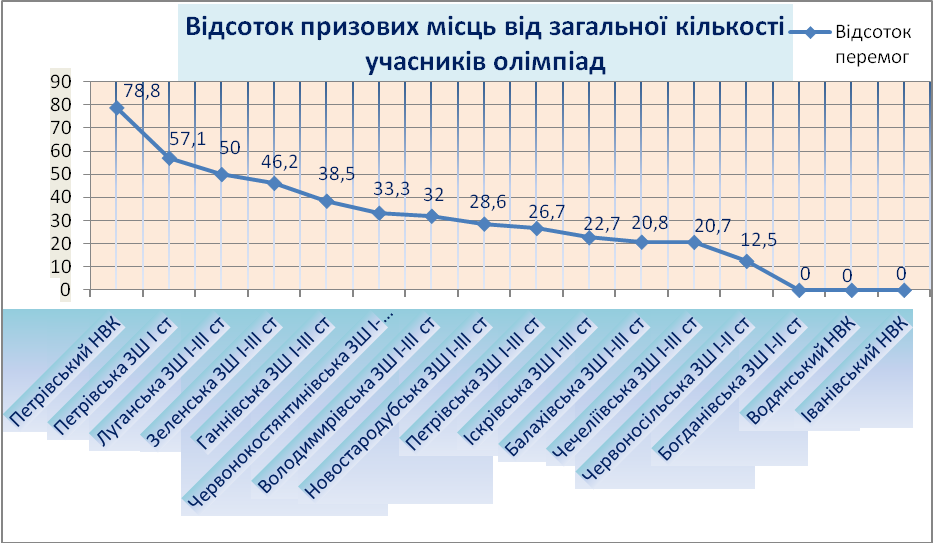 Відсоток призових місць від загальної кількості
учасників олімпіад
Відсоток
перемог
90
80
70
60
50
40
30
20
10
0
78,8
57,1
50
46,2
38,5
33,3
32
28,6
26,7
22,7
20,8
20,7
12,5
0
0
0
Петрівський НВК
Петрівська ЗШ І ст
Луганська ЗШ І-ІІІ ст
Зеленська ЗШ І-ІІІ ст
Ганнівська ЗШ І-ІІІ ст
Червонокостянтинівська ЗШ І-...
Володимирівська ЗШ І-ІІІ ст
Новостародубська ЗШ І-ІІІ ст
Петрівська ЗШ І-ІІІ ст
Іскрівська ЗШ І-ІІІ ст
Балахівська ЗШ І-ІІІ ст
Чечеліївська ЗШ І-ІІІ ст
Червоносільська ЗШ І-ІІ ст
Богданівська ЗШ І-ІІ ст
Водянський НВК
Іванівський НВК